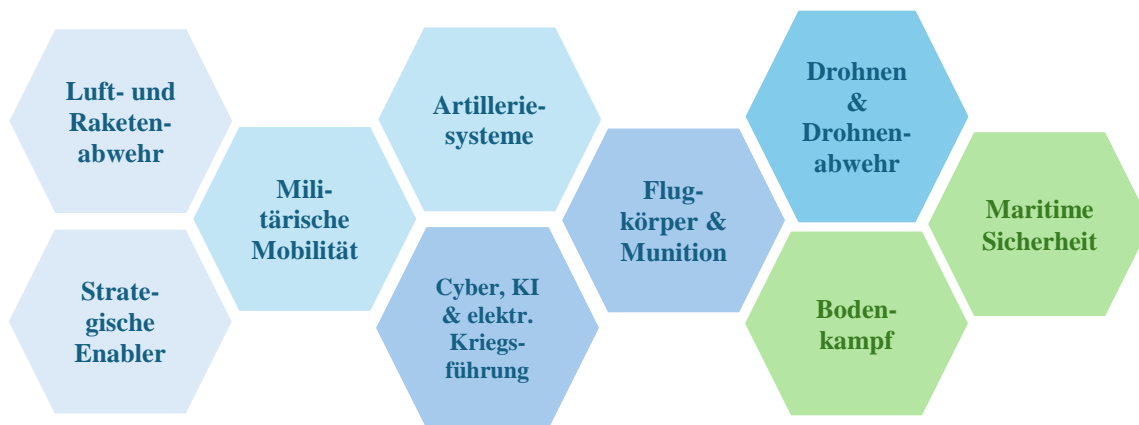 Luft- und
Raketen-
abwehr
Strate-
gische
Enabler
Mili-
tärische
Mobilität
Artillerie-
systeme
Cyber, KI
& elektr.
Kriegs-
führung
Flug-
körper &
Munition
Drohnen
&
Drohnen-
abwehr
Boden-
kampf
Maritime
Sicherheit